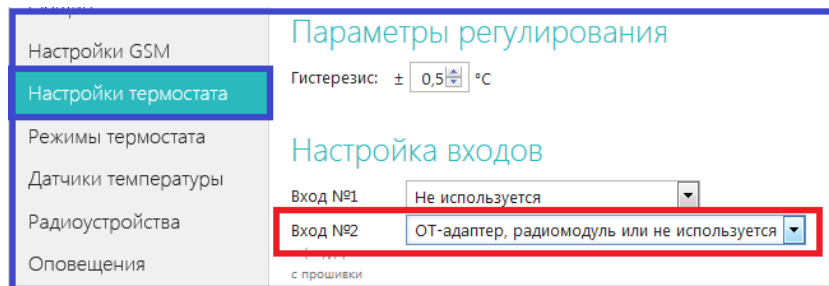 Настройки GSM
Настройки термостата
Режимы термостата
Датчики температуры
Радиоустройства
Оповещения
Параметры регулирования
Гистерезис: ± 0,5 °C
Настройка входов
Вход №1 Не используется
Вход №2 ОТ-адаптер, радиомодуль или не используется
с прошивки